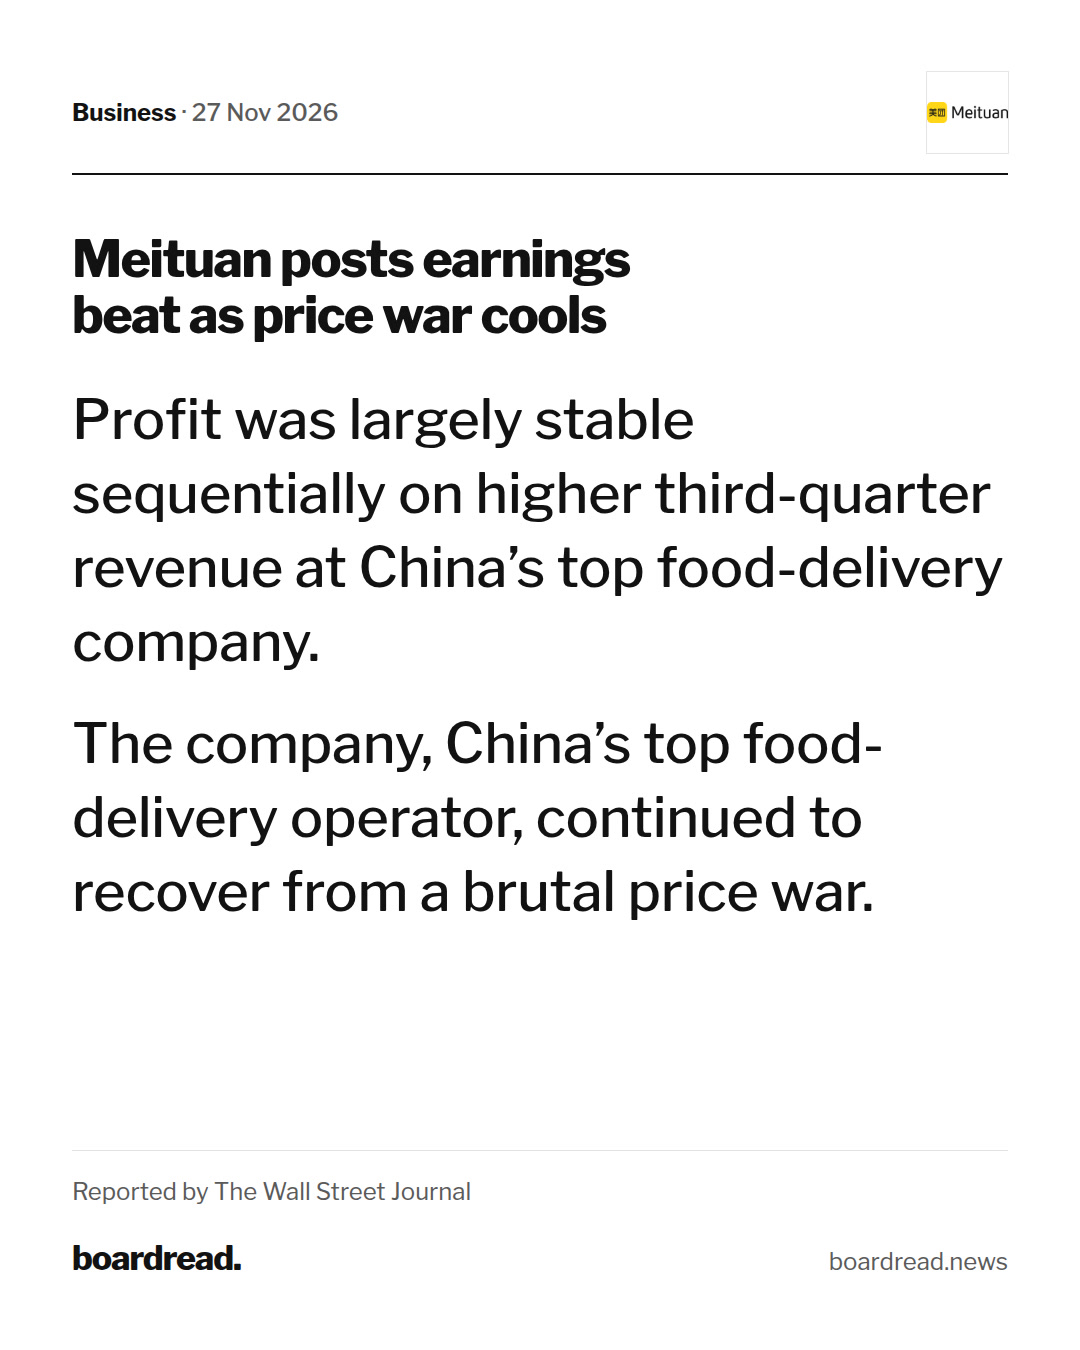 Business · 27 Nov 2026
美团 Meituan
Meituan posts earnings
beat as price war cools
Profit was largely stable
sequentially on higher third-quarter
revenue at China’s top food-delivery
company.
The company, China’s top food-
delivery operator, continued to
recover from a brutal price war.
Reported by The Wall Street Journal
boardread.
boardread.news